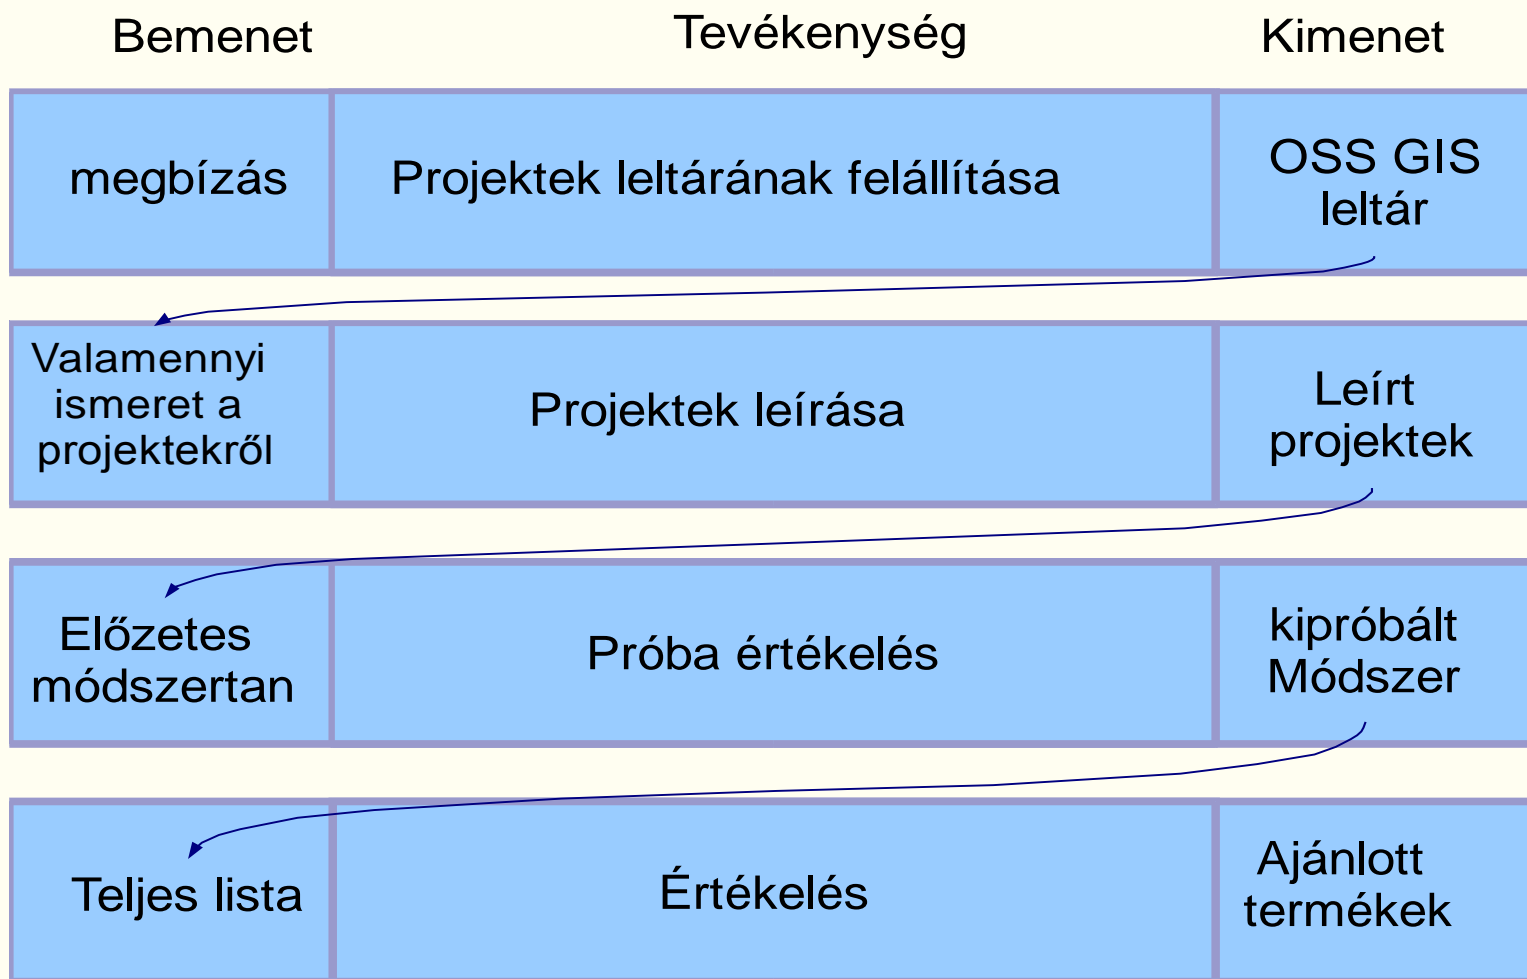 Bemenet
Tevékenység
Kimenet
megbízás
Projektek leltárának felállítása
OSS GIS
leltár
Valamennyi
ismeret a
projektekről
Projektek leírása
Leírt
projektek
Előzetes
módszertan
Próba értékelés
kipróbált
Módszer
Teljes lista
Értékelés
Ajánlott
termékek